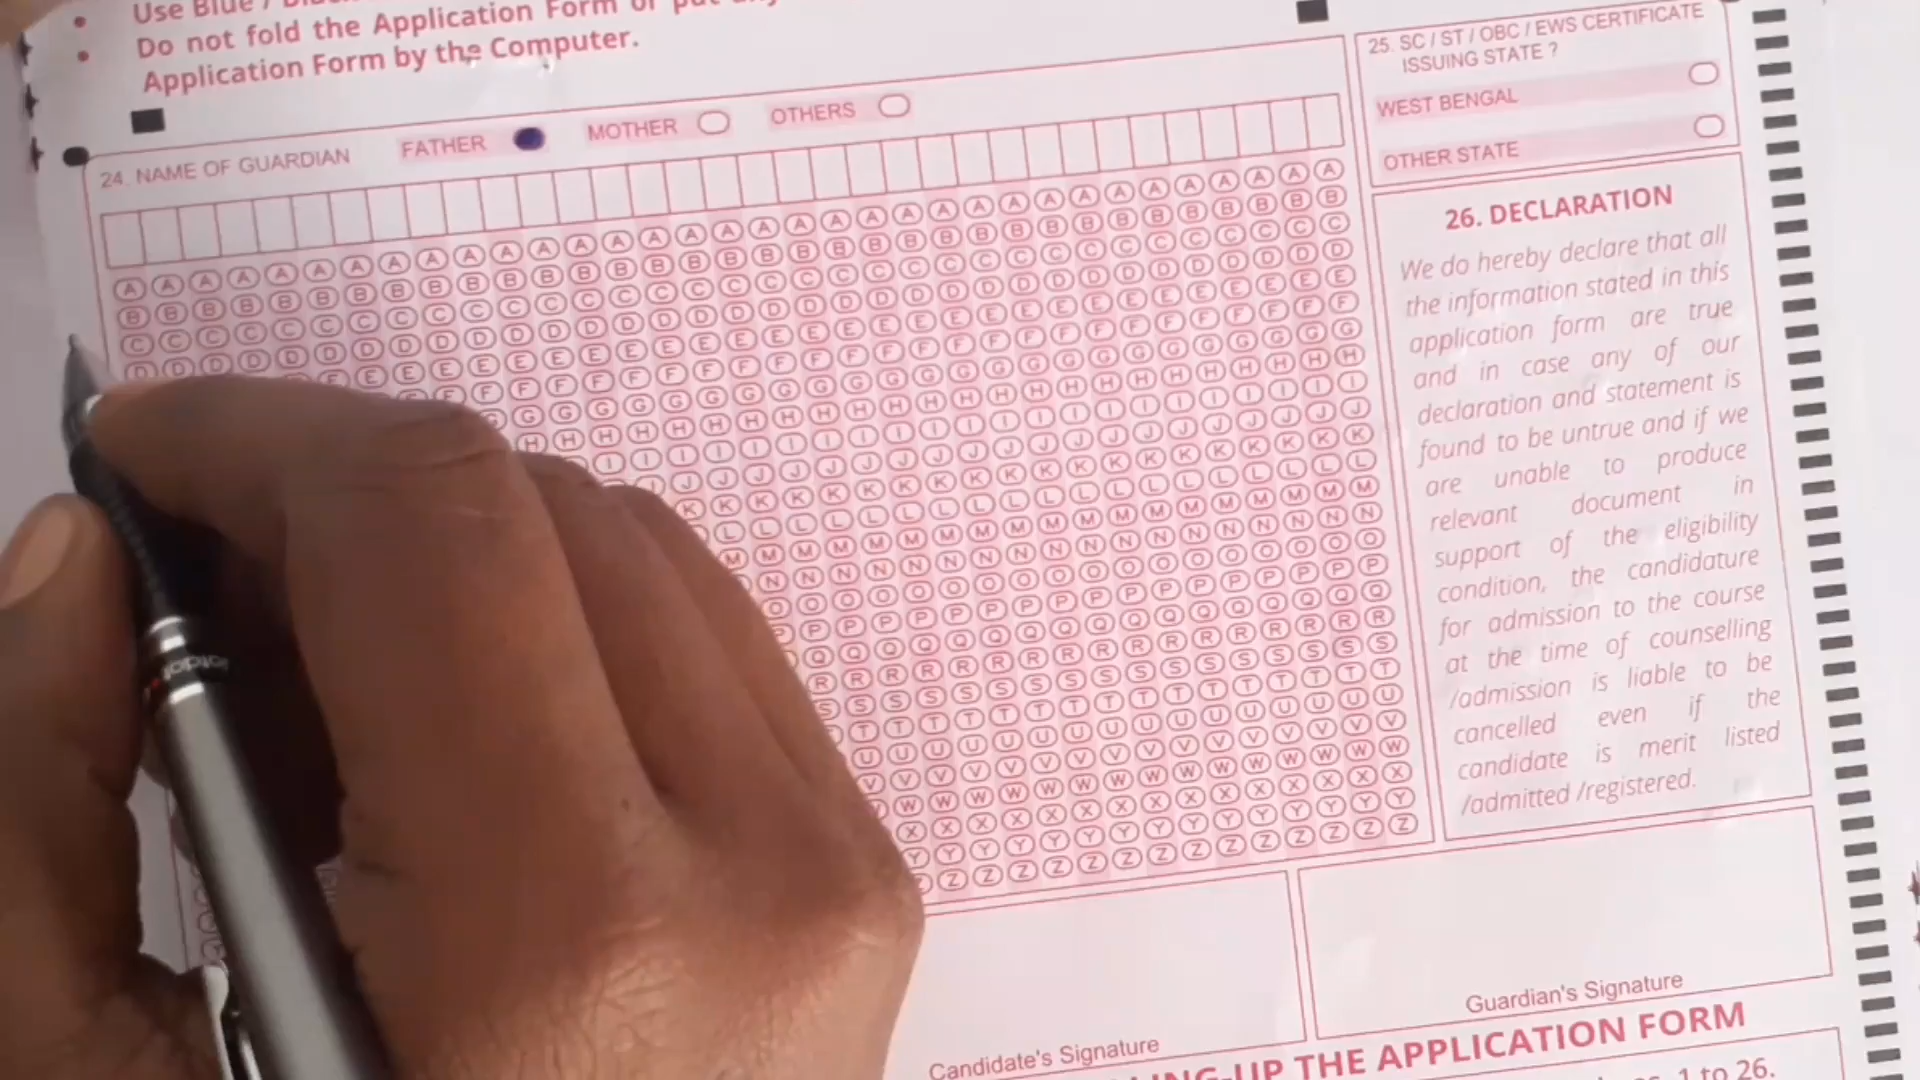 Use Blue /
Do not fold the Application Form or put any
Application Form by the Computer.
24. NAME OF GUARDIAN FATHER MOTHER OTHERS
A A A A A A A A A A A A A A A A A A A A A A A A A A A A A A A A A A
B B B B B B B B B B B B B B B B B B B B B B B B B B B B B B B B B B
C C C C C C C C C C C C C C C C C C C C C C C C C C C C C C C C C C
D D D D D D D D D D D D D D D D D D D D D D D D D D D D D D D D D D
E E E E E E E E E E E E E E E E E E E E E E E E E E E E E
F F F F F F F F F F F F F F F F F F F F F F F F F F
G G G G G G G G G G G G G G G G G G G G G G G G
H H H H H H H H H H H H H H H H H H H H H H H
I I I I I I I I I I I I I I I I I I I I I
J J J J J J J J J J J J J J J J J J J
K K K K K K K K K K K K K K K K K K K
L L L L L L L L L L L L L L L L L L
M M M M M M M M M M M M M M M M M M
N N N N N N N N N N N N N N N N N
O O O O O O O O O O O O O O O O O
P P P P P P P P P P P P P P P P
Q Q Q Q Q Q Q Q Q Q Q Q Q Q Q Q
R R R R R R R R R R R R R R R R
S S S S S S S S S S S S S S S S
T T T T T T T T T T T T T T T
U U U U U U U U U U U U U U U
V V V V V V V V V V V V V V V
W W W W W W W W W W W W W W
X X X X X X X X X X X X X X
Y Y Y Y Y Y Y Y Y Y Y Y Y Y
Z Z Z Z Z Z Z Z Z Z Z Z Z
25. SC / ST / OBC / EWS CERTIFICATE
ISSUING STATE ?
WEST BENGAL
OTHER STATE
26. DECLARATION
We do hereby declare that all
the information stated in this
application form are true
and in case any of our
declaration and statement is
found to be untrue and if we
are unable to produce
relevant document in
support of the eligibility
condition, the candidature
for admission to the course
at the time of counselling
/admission is liable to be
cancelled even if the
candidate is merit listed
/admitted /registered.
Candidate's Signature
Guardian's Signature
THE APPLICATION FORM
1 to 26.